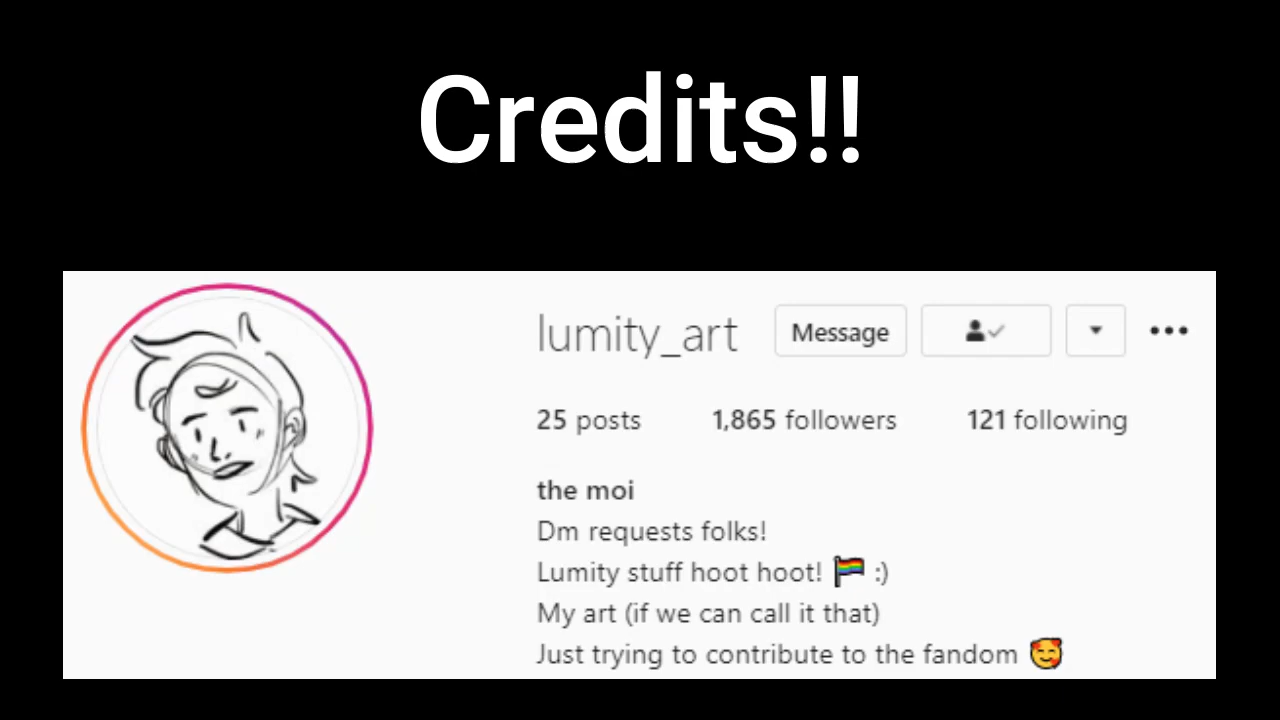 Credits!!
lumity_art Message
25 posts 1,865 followers 121 following
the moi
Dm requests folks!
Lumity stuff hoot hoot! 🏳️‍🌈 :)
My art (if we can call it that)
Just trying to contribute to the fandom 🥰